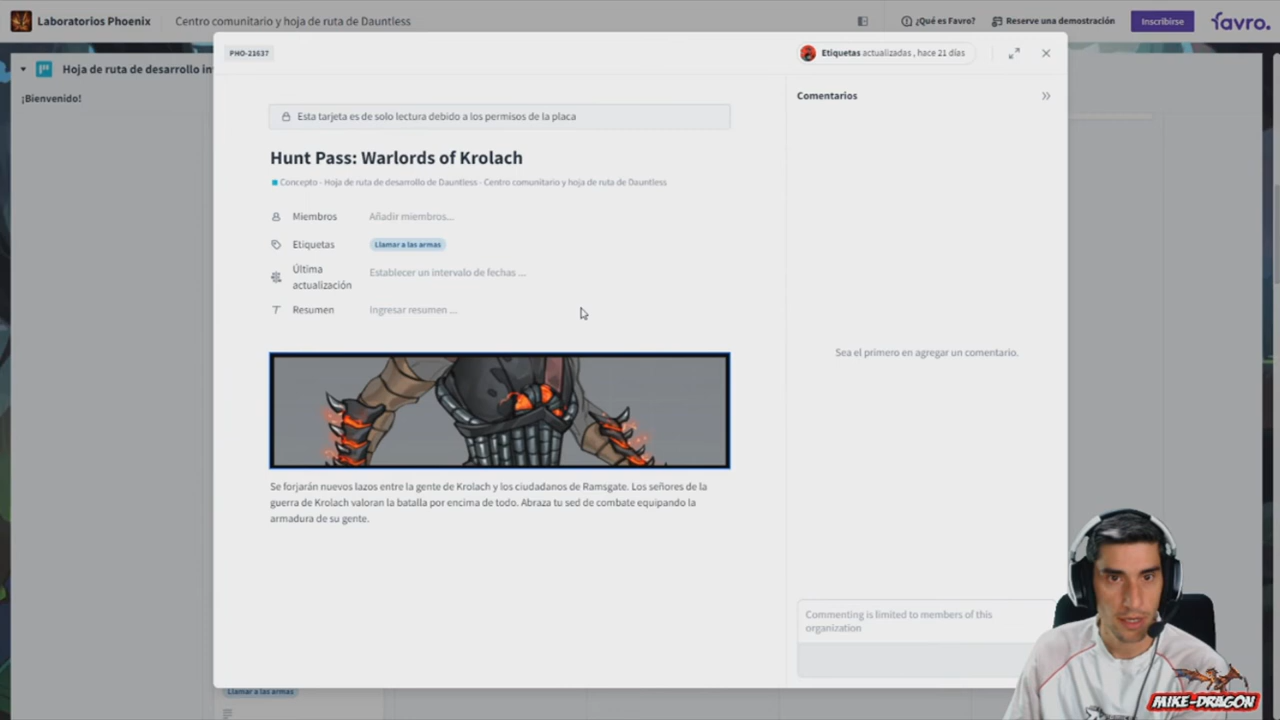 Laboratorios Phoenix
Centro comunitario y hoja de ruta de Dauntless
¿Qué es Favro?
Reserve una demostración
Inscribirse
favro.
Hoja de ruta de desarrollo in
¡Bienvenido!
PHO-21637
Etiquetas actualizadas , hace 21 días
Comentarios
Esta tarjeta es de solo lectura debido a los permisos de la placa
Hunt Pass: Warlords of Krolach
Concepto - Hoja de ruta de desarrollo de Dauntless - Centro comunitario y hoja de ruta de Dauntless
Miembros
Añadir miembros...
Etiquetas
Llamar a las armas
Última
actualización
Establecer un intervalo de fechas ...
Resumen
Ingresar resumen ...
Sea el primero en agregar un comentario.
Se forjarán nuevos lazos entre la gente de Krolach y los ciudadanos de Ramsgate. Los señores de la
guerra de Krolach valoran la batalla por encima de todo. Abraza tu sed de combate equipando la
armadura de su gente.
Commenting is limited to members of this
organization
Llamar a las armas
MIKE-DRAGON